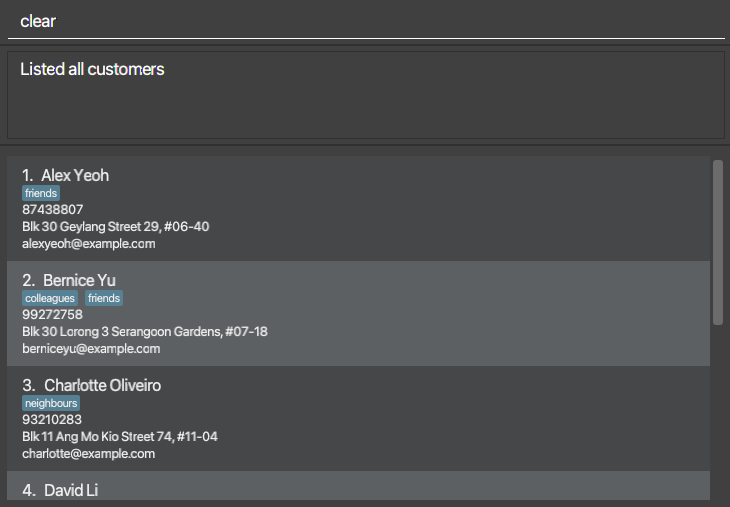 clear
Listed all customers
1. Alex Yeoh
friends
87438807
Blk 30 Geylang Street 29, #06-40
alexyeoh@example.com
2. Bernice Yu
colleagues friends
99272758
Blk 30 Lorong 3 Serangoon Gardens, #07-18
berniceyu@example.com
3. Charlotte Oliveiro
neighbours
93210283
Blk 11 Ang Mo Kio Street 74, #11-04
charlotte@example.com
4. David Li